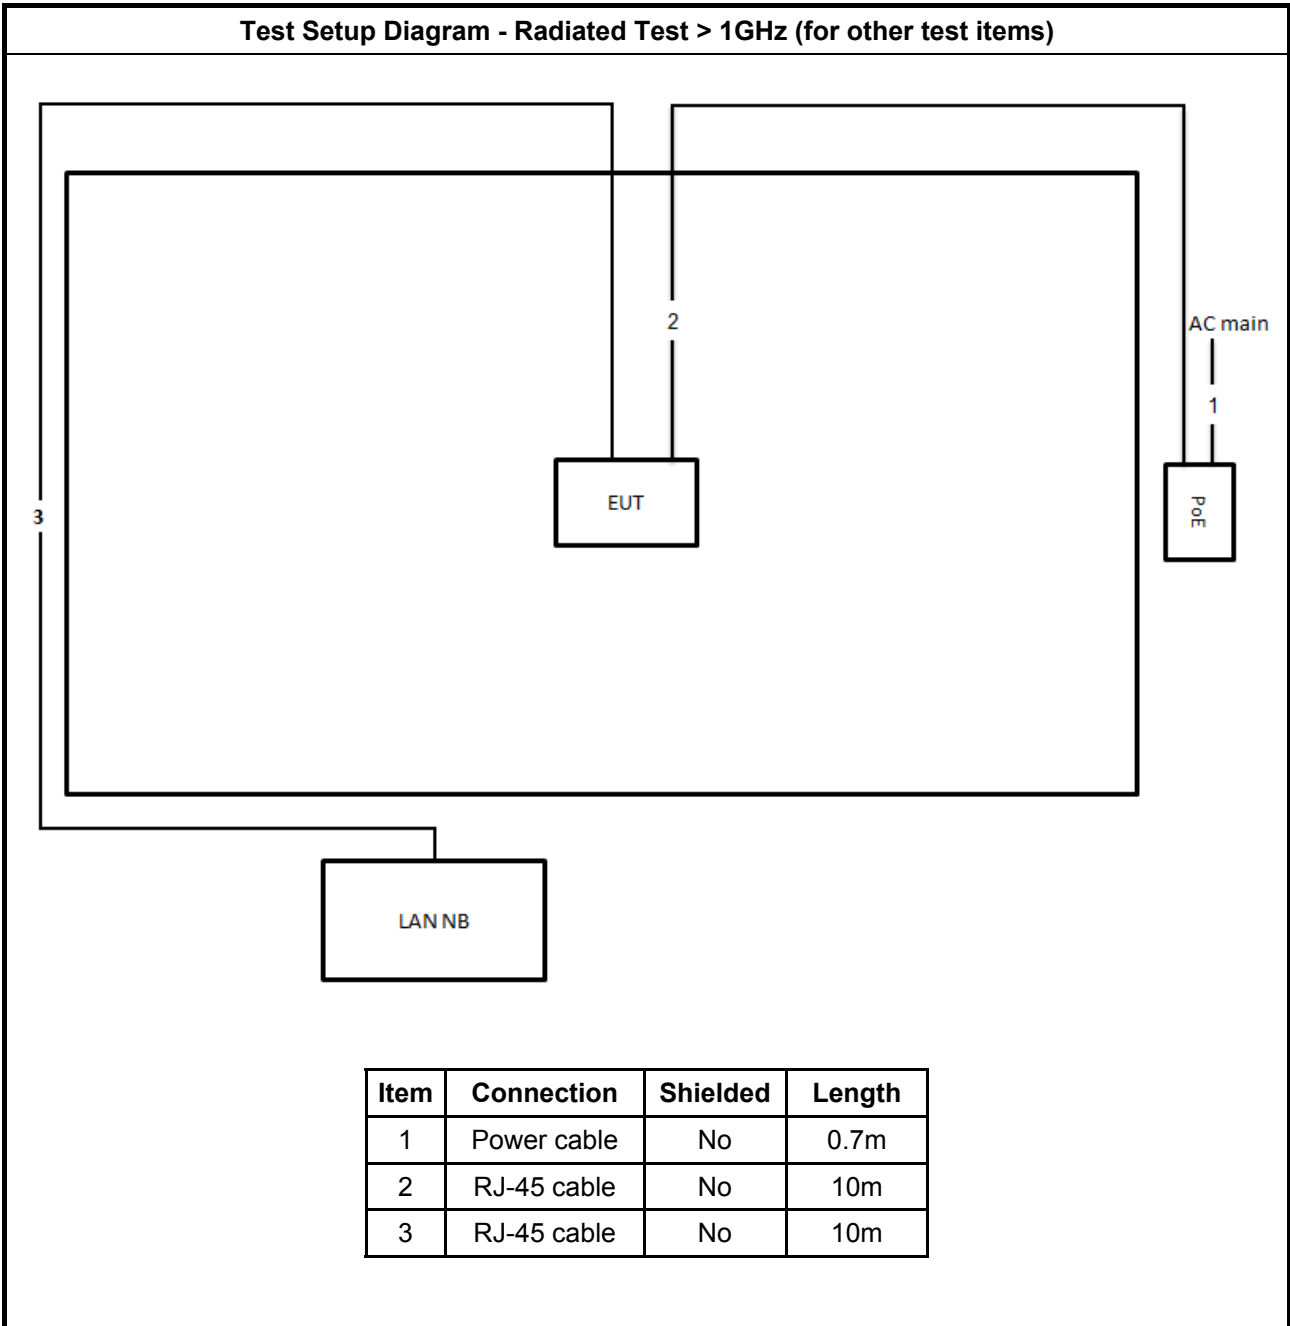 Test Setup Diagram - Radiated Test > 1GHz (for other test items)
2
AC main
1
EUT
PoE
3
LAN NB
Item Connection Shielded Length
1 Power cable No 0.7m
2 RJ-45 cable No 10m
3 RJ-45 cable No 10m